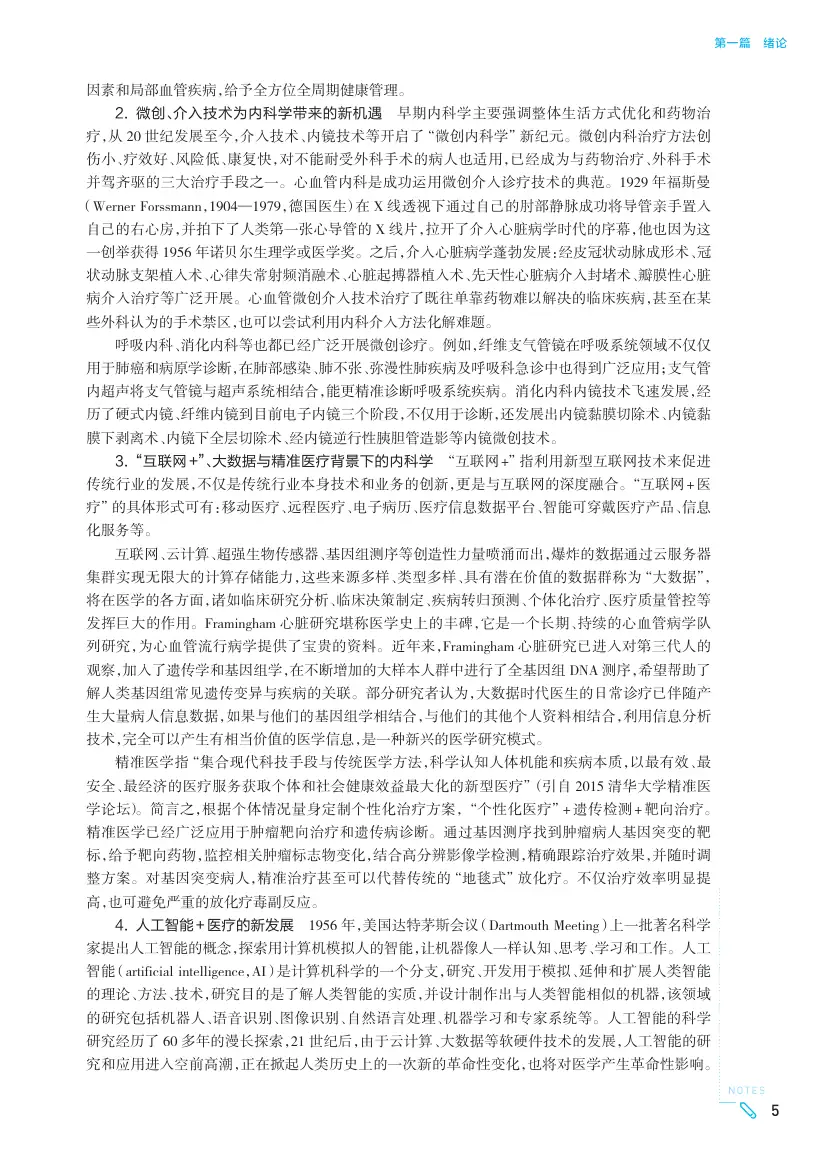 第一篇 绪论
因素和局部血管疾病,给予全方位全周期健康管理。
2. 微创、介入技术为内科学带来的新机遇 早期内科学主要强调整体生活方式优化和药物治
疗,从 20 世纪发展至今,介入技术、内镜技术等开启了“微创内科学”新纪元。微创内科治疗方法创
伤小、疗效好、风险低、康复快,对不能耐受外科手术的病人也适用,已经成为与药物治疗、外科手术
并驾齐驱的三大治疗手段之一。心血管内科是成功运用微创介入诊疗技术的典范。1929 年福斯曼
(Werner Forssmann,1904—1979,德国医生)在 X 线透视下通过自己的肘部静脉成功将导管亲手置入
自己的右心房,并拍下了人类第一张心导管的 X 线片,拉开了介入心脏病学时代的序幕,他也因为这
一创举获得 1956 年诺贝尔生理学或医学奖。之后,介入心脏病学蓬勃发展:经皮冠状动脉成形术、冠
状动脉支架植入术、心律失常射频消融术、心脏起搏器植入术、先天性心脏病介入封堵术、瓣膜性心脏
病介入治疗等广泛开展。心血管微创介入技术治疗了既往单靠药物难以解决的临床疾病,甚至在某
些外科认为的手术禁区,也可以尝试利用内科介入方法化解难题。
呼吸内科、消化内科等也都已经广泛开展微创诊疗。例如,纤维支气管镜在呼吸系统领域不仅仅
用于肺癌和病原学诊断,在肺部感染、肺不张、弥漫性肺疾病及呼吸科急诊中也得到广泛应用;支气管
内超声将支气管镜与超声系统相结合,能更精准诊断呼吸系统疾病。消化内科内镜技术飞速发展,经
历了硬式内镜、纤维内镜到目前电子内镜三个阶段,不仅用于诊断,还发展出内镜黏膜切除术、内镜黏
膜下剥离术、内镜下全层切除术、经内镜逆行性胰胆管造影等内镜微创技术。
3. “互联网+”、大数据与精准医疗背景下的内科学 “互联网+”指利用新型互联网技术来促进
传统行业的发展,不仅是传统行业本身技术和业务的创新,更是与互联网的深度融合。“互联网+医
疗”的具体形式可有:移动医疗、远程医疗、电子病历、医疗信息数据平台、智能可穿戴医疗产品、信息
化服务等。
互联网、云计算、超强生物传感器、基因组测序等创造性力量喷涌而出,爆炸的数据通过云服务器
集群实现无限大的计算存储能力,这些来源多样、类型多样、具有潜在价值的数据群称为“大数据”,
将在医学的各方面,诸如临床研究分析、临床决策制定、疾病转归预测、个体化治疗、医疗质量管控等
发挥巨大的作用。Framingham 心脏研究堪称医学史上的丰碑,它是一个长期、持续的心血管病学队
列研究,为心血管流行病学提供了宝贵的资料。近年来,Framingham 心脏研究已进入对第三代人的
观察,加入了遗传学和基因组学,在不断增加的大样本人群中进行了全基因组 DNA 测序,希望帮助了
解人类基因组常见遗传变异与疾病的关联。部分研究者认为,大数据时代医生的日常诊疗已伴随产
生大量病人信息数据,如果与他们的基因组学相结合,与他们的其他个人资料相结合,利用信息分析
技术,完全可以产生有相当价值的医学信息,是一种新兴的医学研究模式。
精准医学指“集合现代科技手段与传统医学方法,科学认知人体机能和疾病本质,以最有效、最
安全、最经济的医疗服务获取个体和社会健康效益最大化的新型医疗”(引自 2015 清华大学精准医
学论坛)。简言之,根据个体情况量身定制个性化治疗方案,“个性化医疗”+遗传检测+靶向治疗。
精准医学已经广泛应用于肿瘤靶向治疗和遗传病诊断。通过基因测序找到肿瘤病人基因突变的靶
标,给予靶向药物,监控相关肿瘤标志物变化,结合高分辨影像学检测,精确跟踪治疗效果,并随时调
整方案。对基因突变病人,精准治疗甚至可以代替传统的“地毯式”放化疗。不仅治疗效率明显提
高,也可避免严重的放化疗毒副反应。
4. 人工智能+医疗的新发展 1956 年,美国达特茅斯会议(Dartmouth Meeting)上一批著名科学
家提出人工智能的概念,探索用计算机模拟人的智能,让机器像人一样认知、思考、学习和工作。人工
智能(artificial intelligence,AI)是计算机科学的一个分支,研究、开发用于模拟、延伸和扩展人类智能
的理论、方法、技术,研究目的是了解人类智能的实质,并设计制作出与人类智能相似的机器,该领域
的研究包括机器人、语音识别、图像识别、自然语言处理、机器学习和专家系统等。人工智能的科学
研究经历了 60 多年的漫长探索,21 世纪后,由于云计算、大数据等软硬件技术的发展,人工智能的研
究和应用进入空前高潮,正在掀起人类历史上的一次新的革命性变化,也将对医学产生革命性影响。
NOTES
5